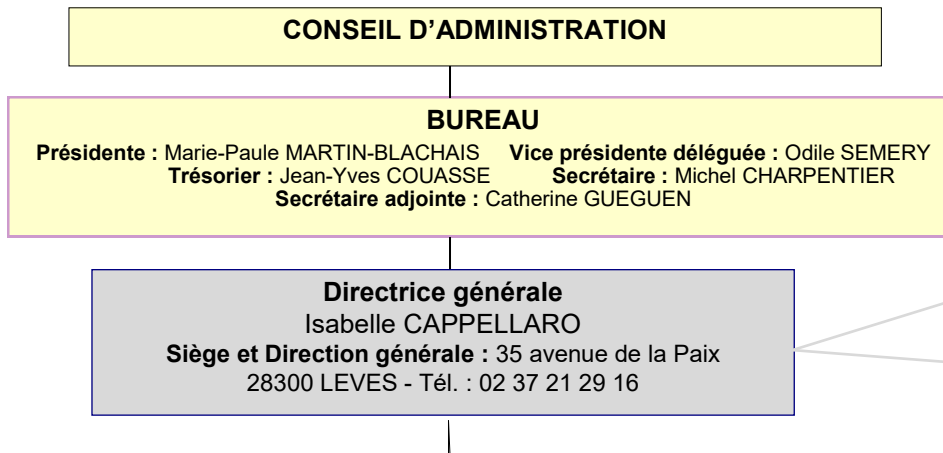 CONSEIL D’ADMINISTRATION
BUREAU
Présidente : Marie-Paule MARTIN-BLACHAIS Vice présidente déléguée : Odile SEMERY
Trésorier : Jean-Yves COUASSE Secrétaire : Michel CHARPENTIER
Secrétaire adjointe : Catherine GUEGUEN
Directrice générale
Isabelle CAPPELLARO
Siège et Direction générale : 35 avenue de la Paix
28300 LEVES - Tél. : 02 37 21 29 16